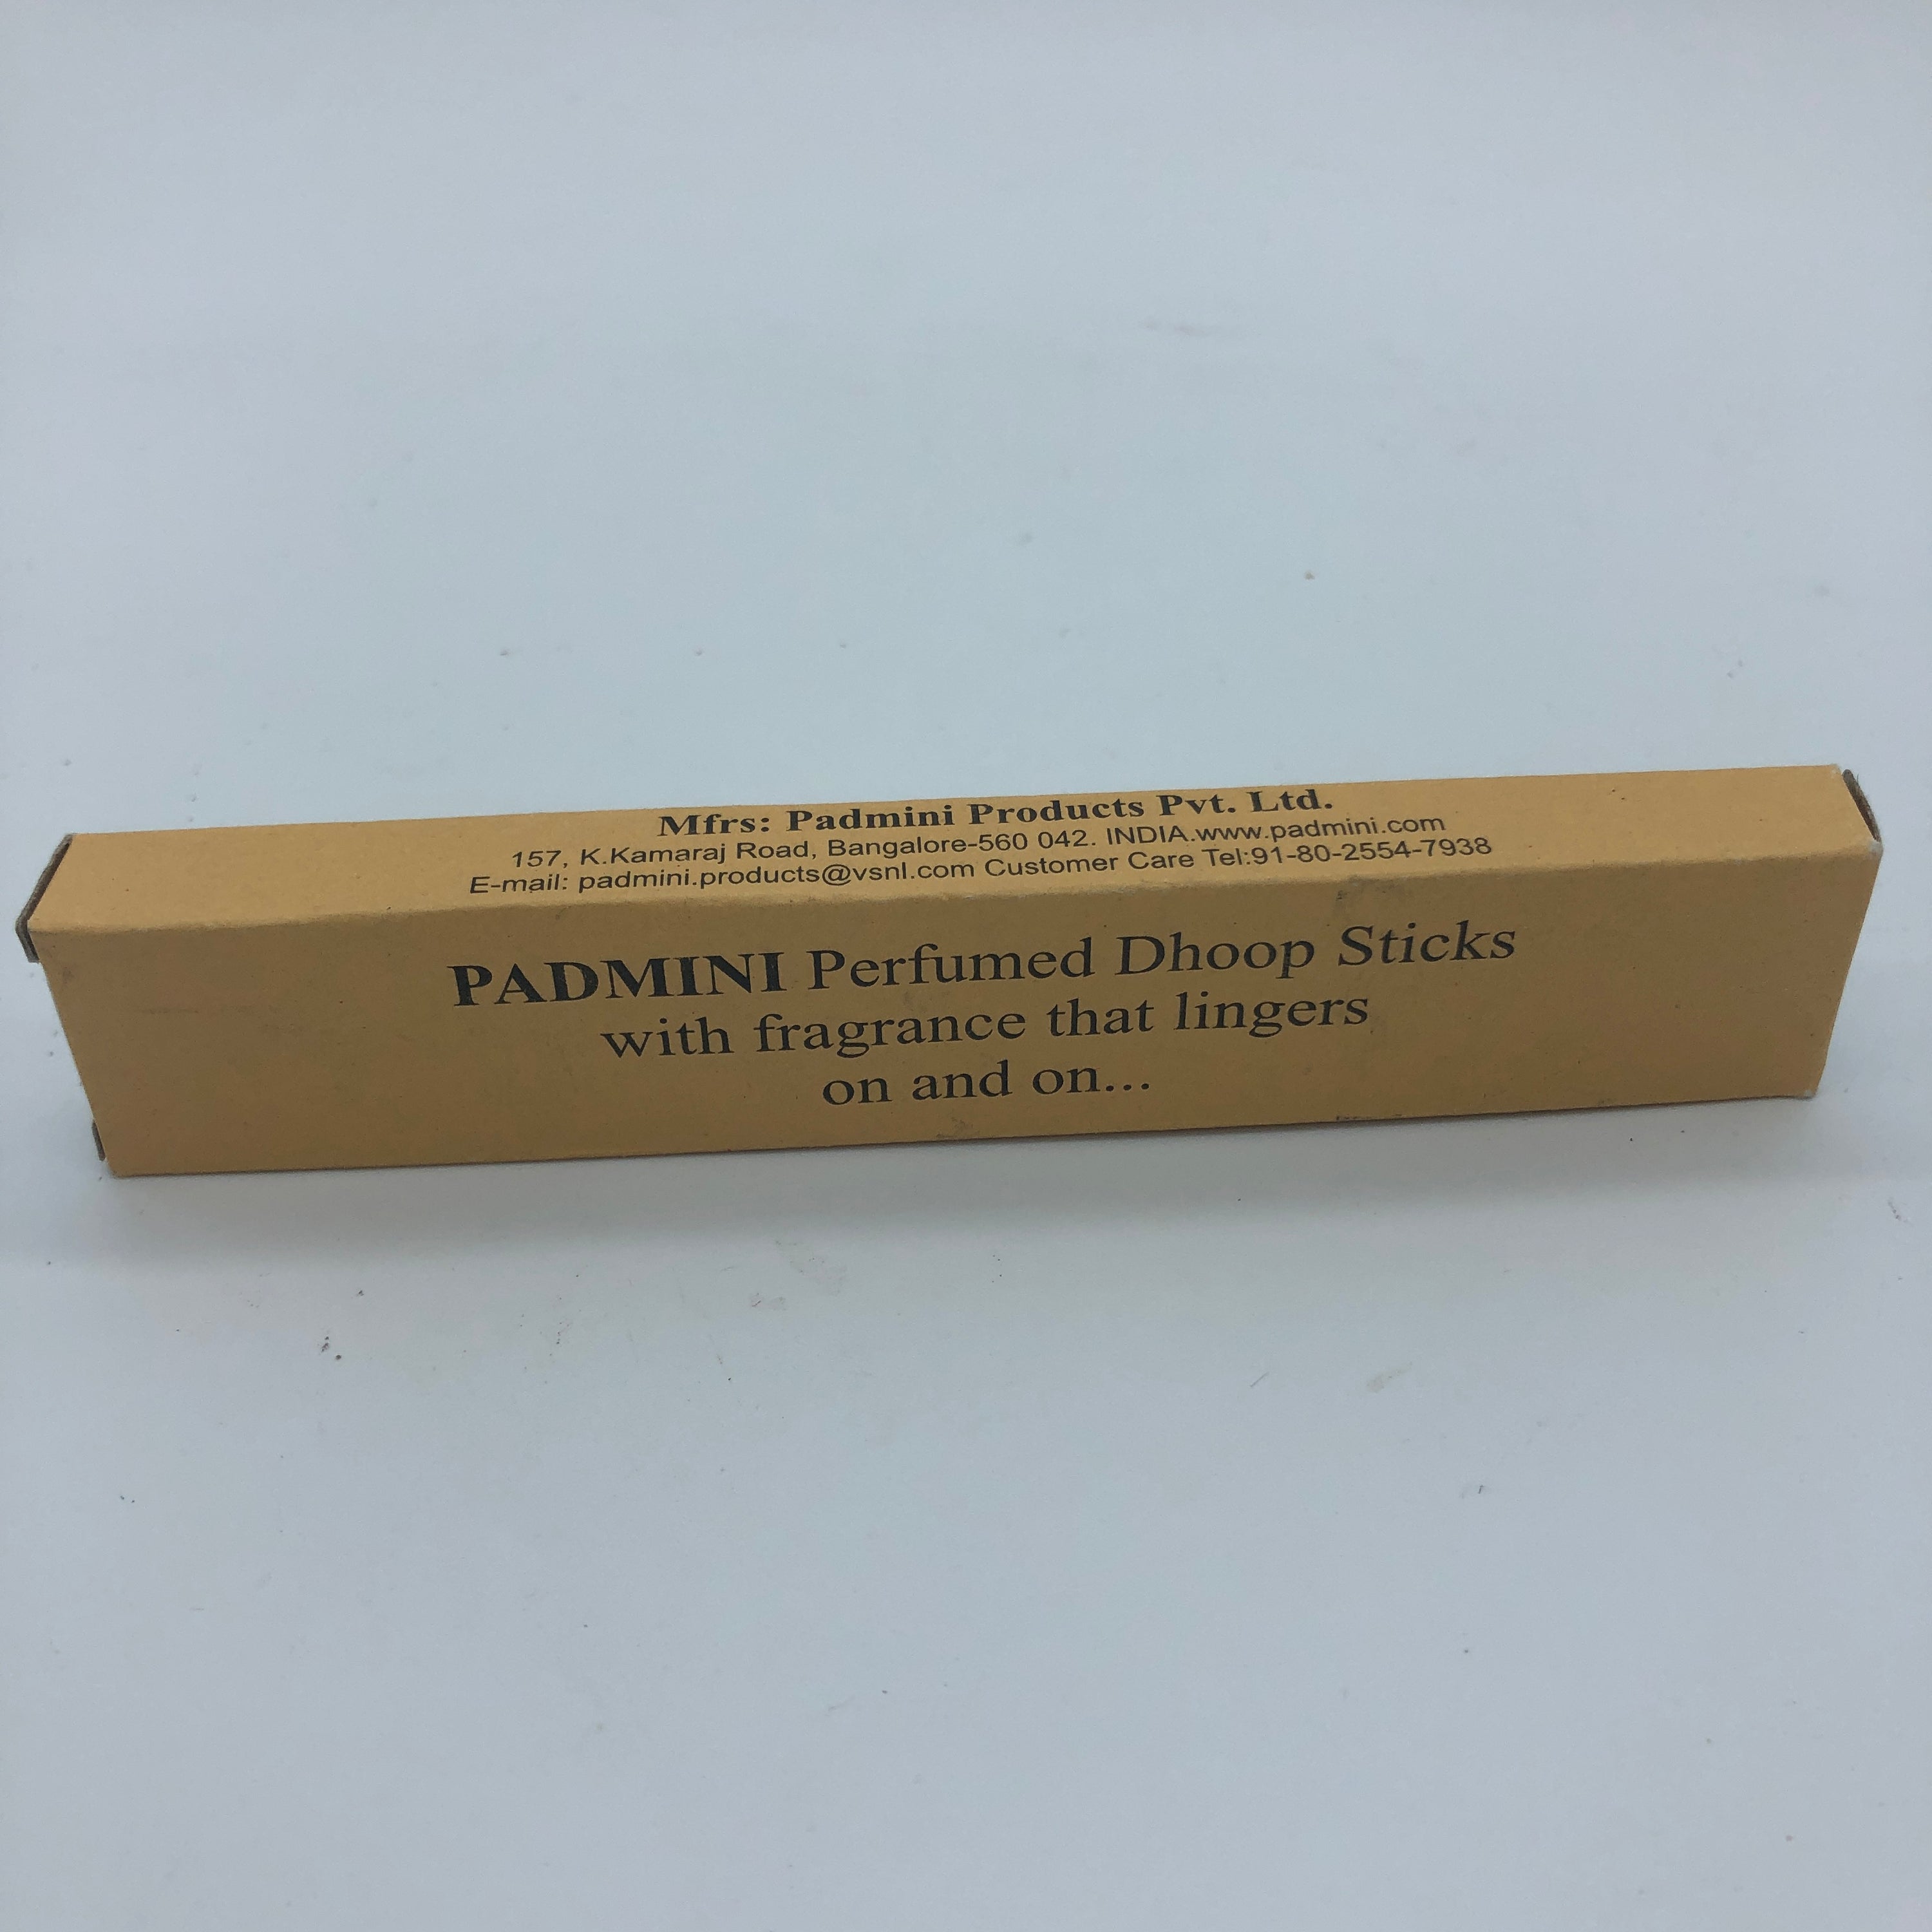 Mfrs: Padmini Products Pvt. Ltd.
157, K.Kamaraj Road, Bangalore-560 042. INDIA.www.padmini.com
E-mail: padmini.products@vsnl.com Customer Care Tel:91-80-2554-7938
PADMINI Perfumed Dhoop Sticks
with fragrance that lingers
on and on...